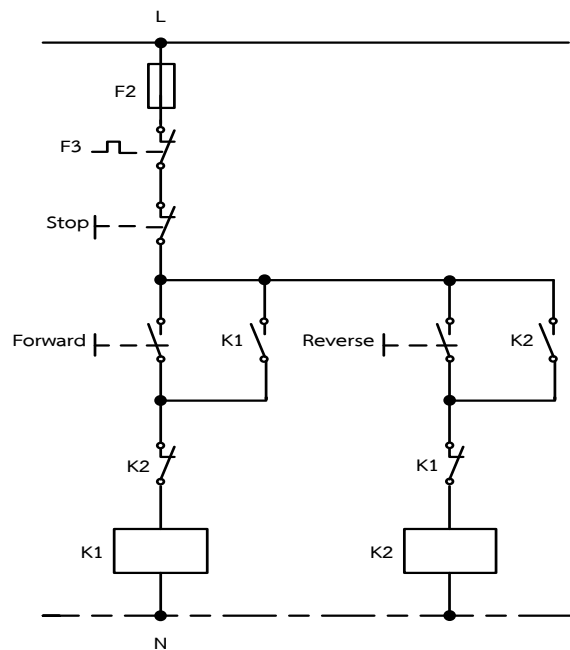 L
F2
F3
Stop
Forward K1 Reverse K2
K2 K1
K1 K2
N